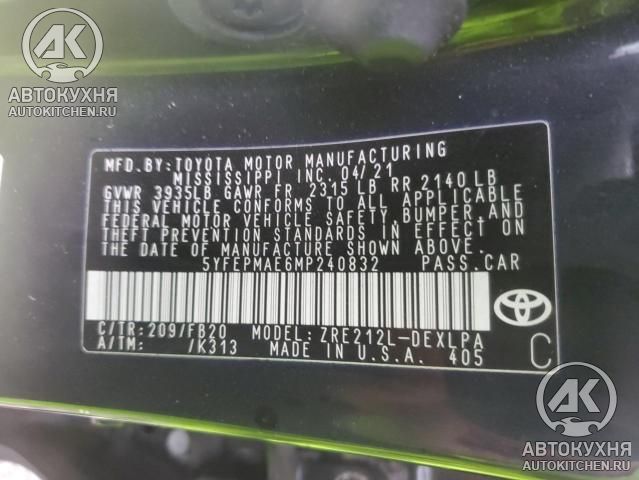 АК
АВТОКУХНЯ
AUTOKITCHEN.RU
MFD.BY:TOYOTA MOTOR MANUFACTURING
MISSISSIPPI INC. 04/21
GVWR 3935LB GAWR FR 2315 LB RR 2140 LB
THIS VEHICLE CONFORMS TO ALL APPLICABLE
FEDERAL MOTOR VEHICLE SAFETY, BUMPER, AND
THEFT PREVENTION STANDARDS IN EFFECT ON
THE DATE OF MANUFACTURE SHOWN ABOVE.
5YFEPMAE6MP240832 PASS.CAR
C/TR:209/FB20 MODEL:ZRE212L-DEXLPA
A/TM: /K313 MADE IN U.S.A. 405
C
АК
АВТОКУХНЯ
AUTOKITCHEN.RU